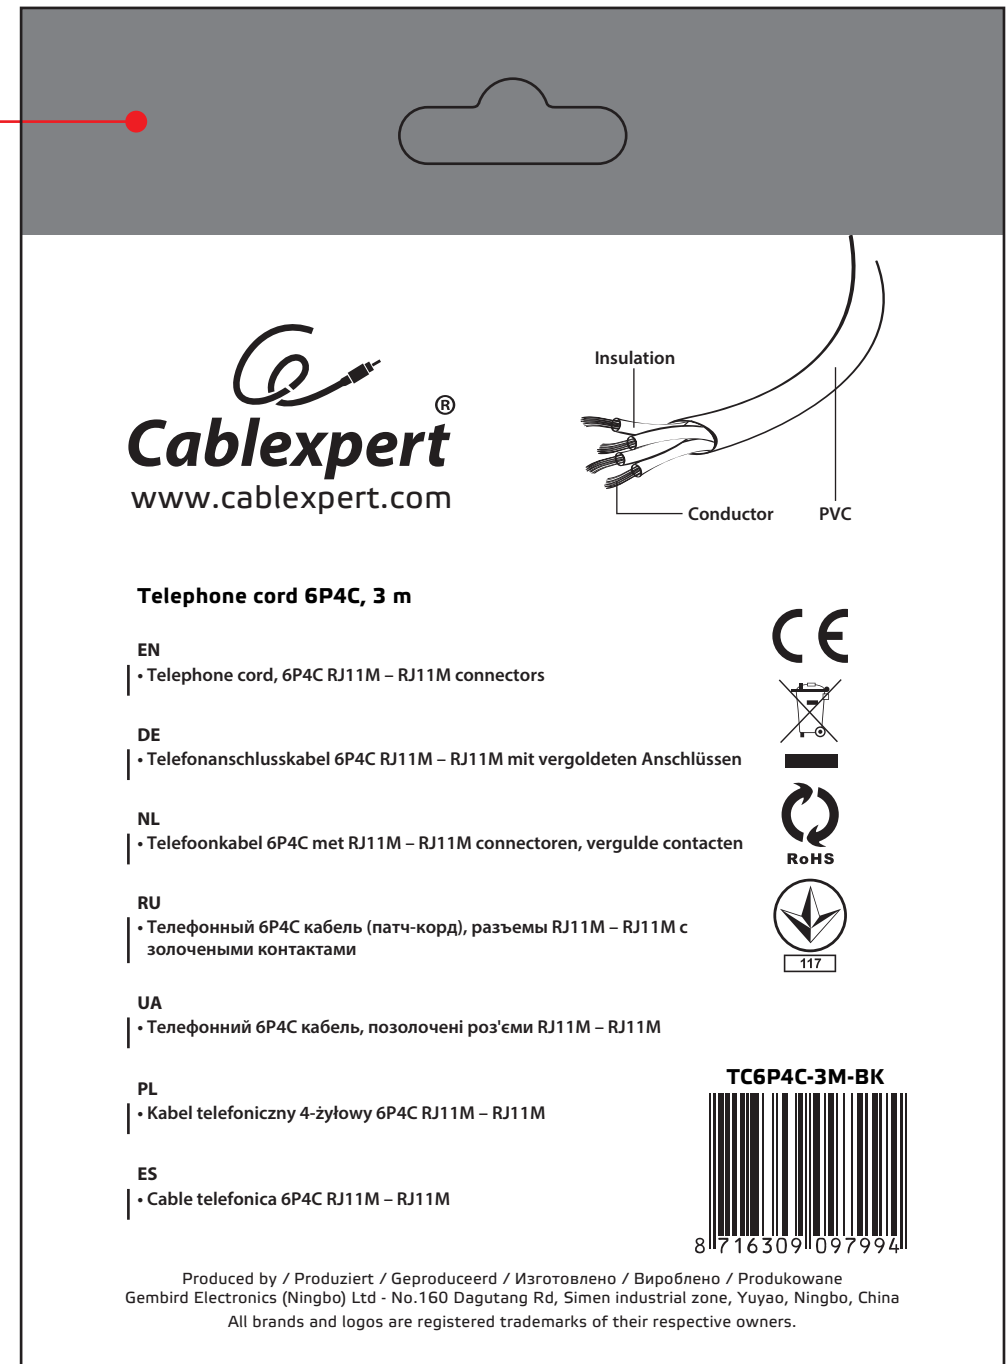 Insulation
Cablexpert®
www.cablexpert.com
Conductor PVC
Telephone cord 6P4C, 3 m
EN
• Telephone cord, 6P4C RJ11M – RJ11M connectors
DE
• Telefonanschlusskabel 6P4C RJ11M – RJ11M mit vergoldeten Anschlüssen
NL
• Telefoonkabel 6P4C met RJ11M – RJ11M connectoren, vergulde contacten
RU
• Телефонный 6P4C кабель (патч-корд), разъемы RJ11M – RJ11M с
золочеными контактами
UA
• Телефонний 6P4C кабель, позолочені роз'єми RJ11M – RJ11M
PL
• Kabel telefoniczny 4-żyłowy 6P4C RJ11M – RJ11M
ES
• Cable telefonica 6P4C RJ11M – RJ11M
CE
RoHS
117
TC6P4C-3M-BK
8 716309 097994
Produced by / Produziert / Geproduceerd / Изготовлено / Вироблено / Produkowane
Gembird Electronics (Ningbo) Ltd - No.160 Dagutang Rd, Simen industrial zone, Yuyao, Ningbo, China
All brands and logos are registered trademarks of their respective owners.